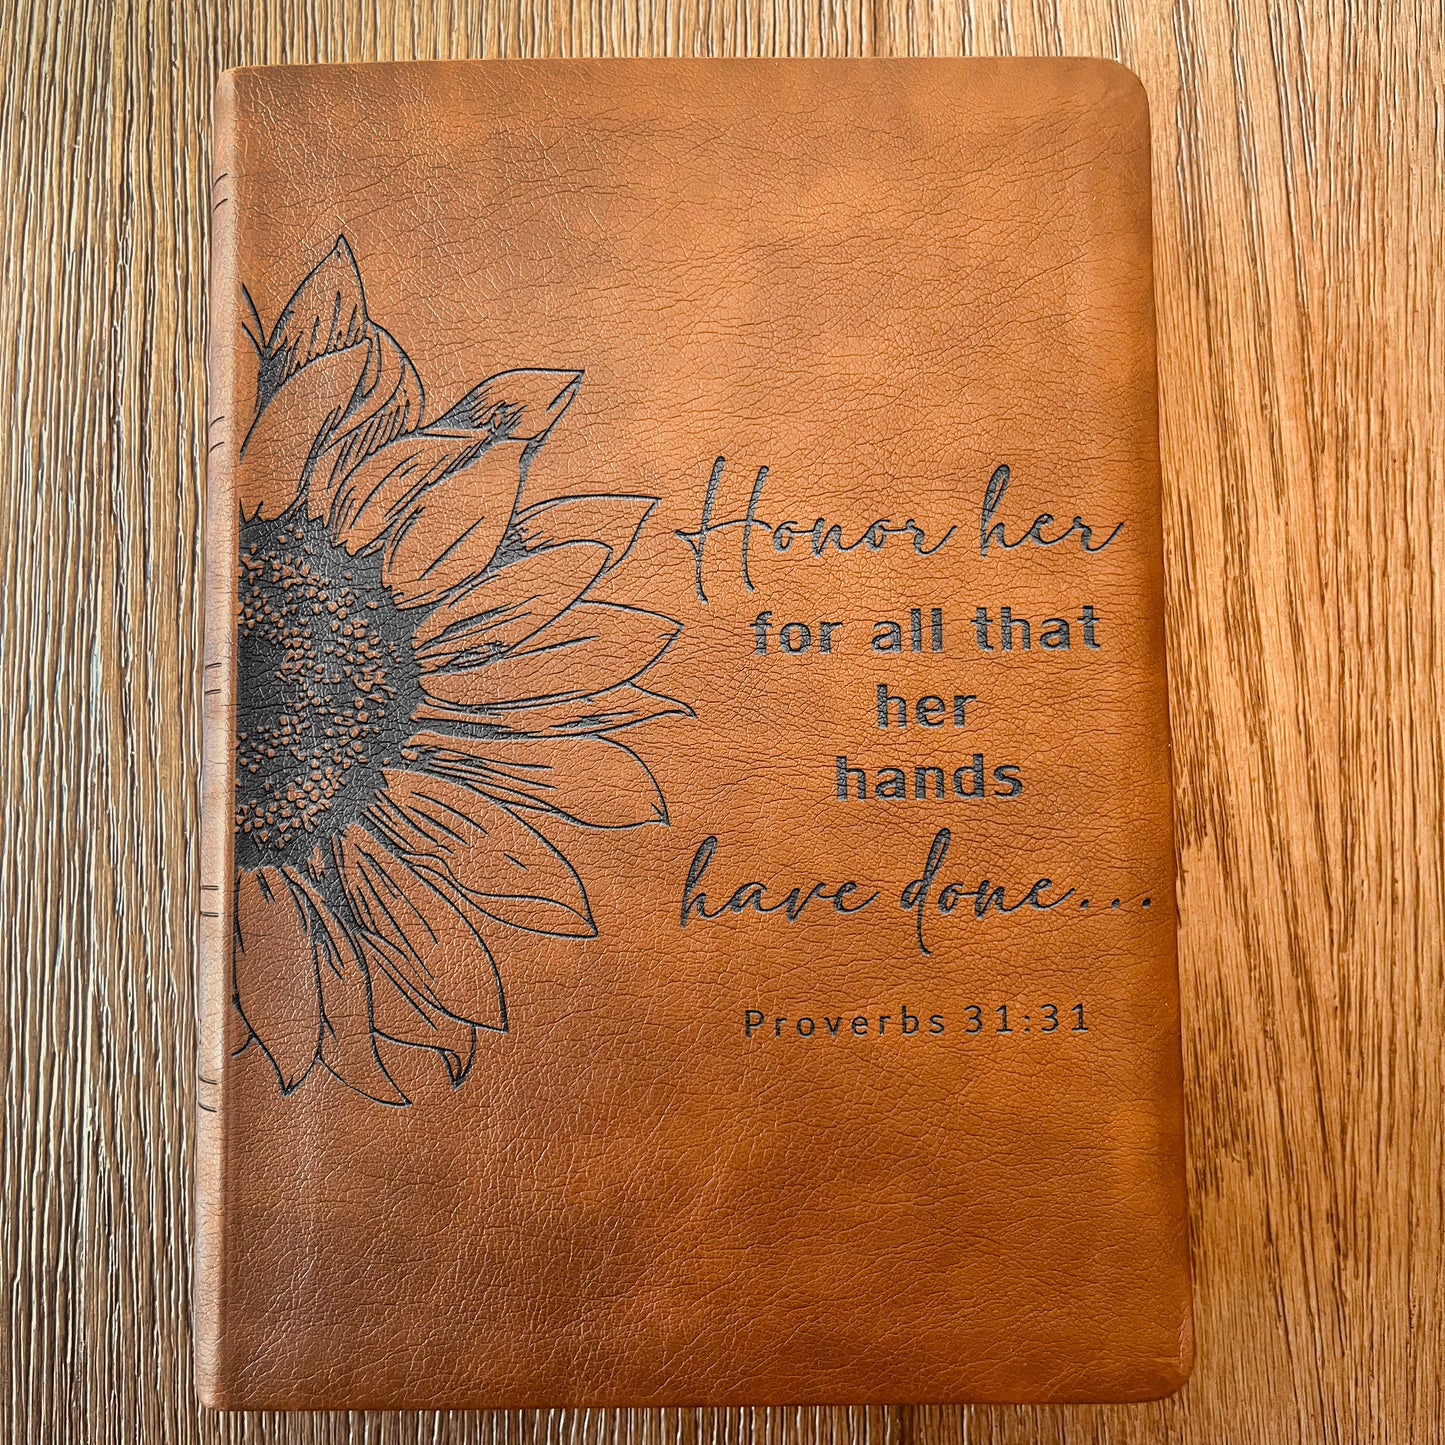 Honor her
for all that
her
hands
have done...
Proverbs 31:31